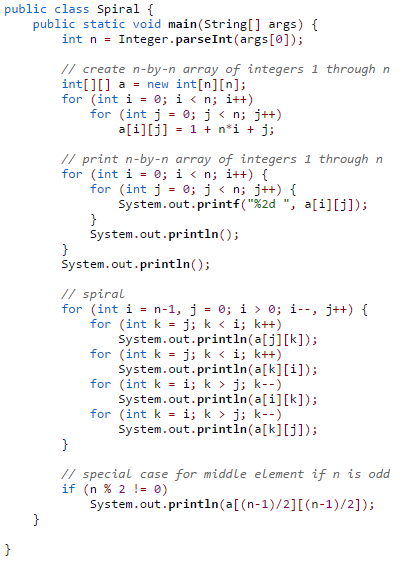 public class Spiral {
    public static void main(String[] args) {
        int n = Integer.parseInt(args[0]);

        // create n-by-n array of integers 1 through n
        int[][] a = new int[n][n];
        for (int i = 0; i < n; i++)
            for (int j = 0; j < n; j++)
                a[i][j] = 1 + n*i + j;

        // print n-by-n array of integers 1 through n
        for (int i = 0; i < n; i++) {
            for (int j = 0; j < n; j++) {
                System.out.printf("%2d ", a[i][j]);
            }
            System.out.println();
        }
        System.out.println();

        // spiral
        for (int i = n-1, j = 0; i > 0; i--, j++) {
            for (int k = j; k < i; k++)
                System.out.println(a[j][k]);
            for (int k = j; k < i; k++)
                System.out.println(a[k][i]);
            for (int k = i; k > j; k--)
                System.out.println(a[i][k]);
            for (int k = i; k > j; k--)
                System.out.println(a[k][j]);
        }

        // special case for middle element if n is odd
        if (n % 2 != 0)
            System.out.println(a[(n-1)/2][(n-1)/2]);
    }

}